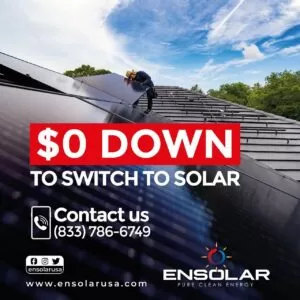 $0 DOWN
TO SWITCH TO SOLAR
Contact us
(833) 786-6749
ensolarusa
www.ensolarusa.com
ENSOLAR
PURE CLEAN ENERGY